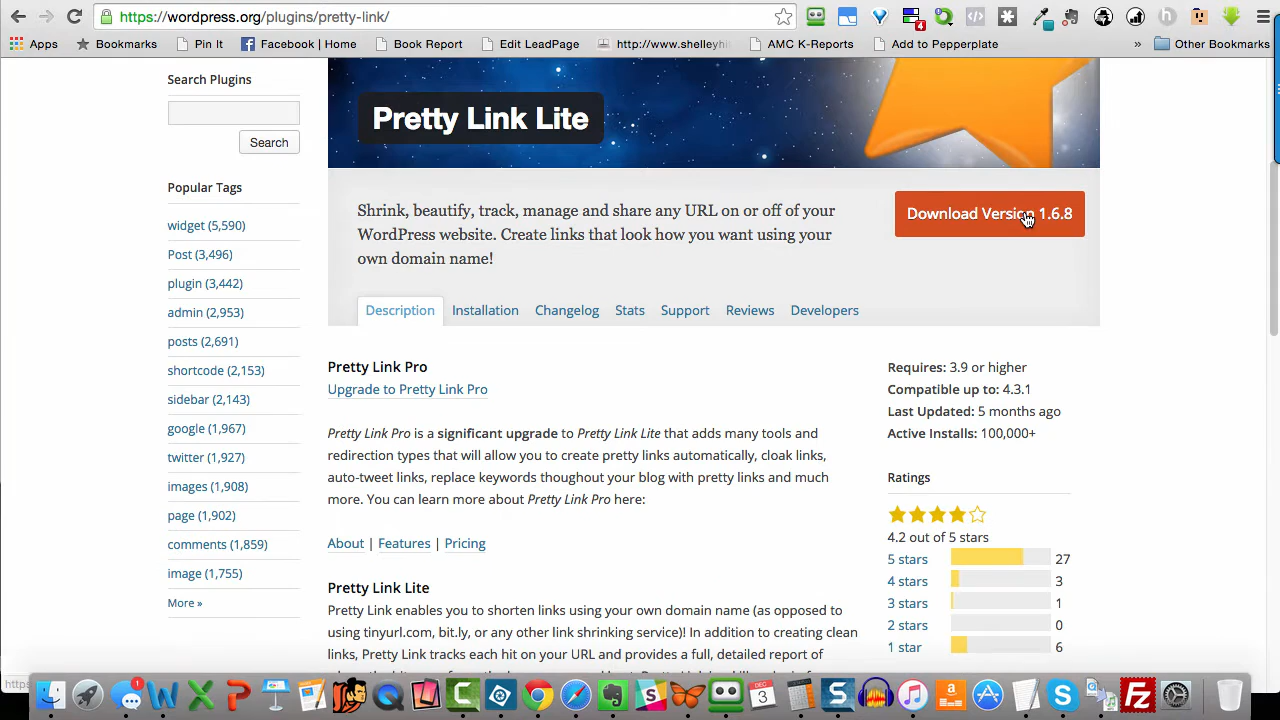 https://wordpress.org/plugins/pretty-link/
4
Apps
Bookmarks
Pin It
Facebook | Home
Book Report
Edit LeadPage
http://www.shelleyhi
AMC K-Reports
Add to Pepperplate
»
Other Bookmarks
Search Plugins
Search
Popular Tags
widget (5,590)
Post (3,496)
plugin (3,442)
admin (2,953)
posts (2,691)
shortcode (2,153)
sidebar (2,143)
google (1,967)
twitter (1,927)
images (1,908)
page (1,902)
comments (1,859)
image (1,755)
More »
Pretty Link Lite
Shrink, beautify, track, manage and share any URL on or off of your
WordPress website. Create links that look how you want using your
own domain name!
Download Version 1.6.8
Description Installation Changelog Stats Support Reviews Developers
Pretty Link Pro
Upgrade to Pretty Link Pro
Pretty Link Pro is a significant upgrade to Pretty Link Lite that adds many tools and
redirection types that will allow you to create pretty links automatically, cloak links,
auto-tweet links, replace keywords thoughout your blog with pretty links and much
more. You can learn more about Pretty Link Pro here:
About | Features | Pricing
Pretty Link Lite
Pretty Link enables you to shorten links using your own domain name (as opposed to
using tinyurl.com, bit.ly, or any other link shrinking service)! In addition to creating clean
links, Pretty Link tracks each hit on your URL and provides a full, detailed report of
Requires: 3.9 or higher
Compatible up to: 4.3.1
Last Updated: 5 months ago
Active Installs: 100,000+
Ratings
4.2 out of 5 stars
5 stars 27
4 stars 3
3 stars 1
2 stars 0
1 star 6
https
1
DEC
3